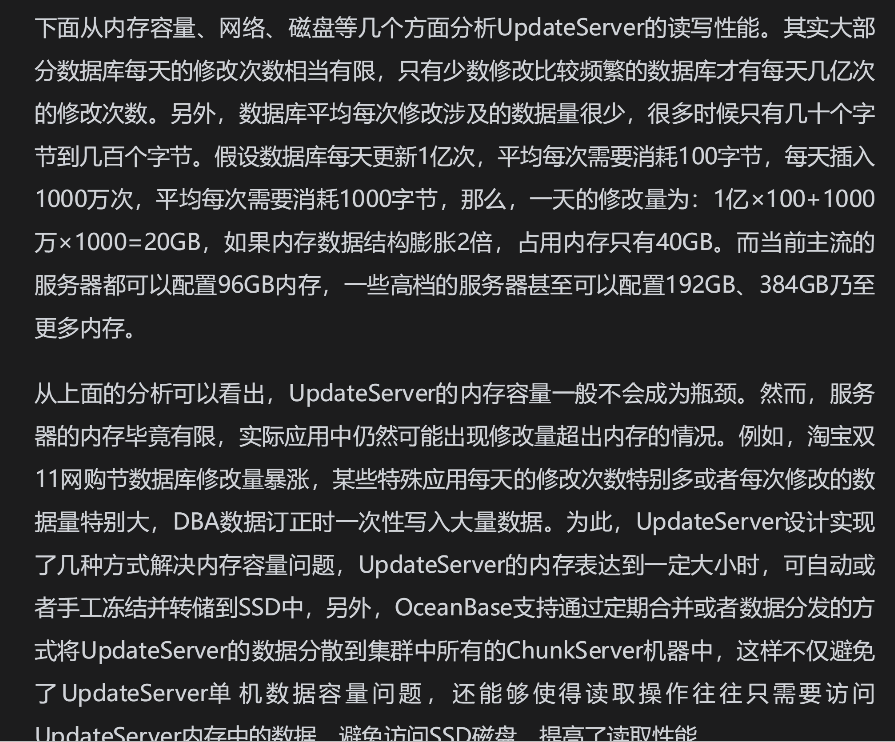 下面从内存容量、网络、磁盘等几个方面分析UpdateServer的读写性能。其实大部
分数据库每天的修改次数相当有限，只有少数修改比较频繁的数据库才有每天几亿次
的修改次数。另外，数据库平均每次修改涉及的数据量很少，很多时候只有几十个字
节到几百个字节。假设数据库每天更新1亿次，平均每次需要消耗100字节，每天插入
1000万次，平均每次需要消耗1000字节，那么，一天的修改量为：1亿×100+1000
万×1000=20GB，如果内存数据结构膨胀2倍，占用内存只有40GB。而当前主流的
服务器都可以配置96GB内存，一些高档的服务器甚至可以配置192GB、384GB乃至
更多内存。
从上面的分析可以看出，UpdateServer的内存容量一般不会成为瓶颈。然而，服务
器的内存毕竟有限，实际应用中仍然可能出现修改量超出内存的情况。例如，淘宝双
11网购节数据库修改量暴涨，某些特殊应用每天的修改次数特别多或者每次修改的数
据量特别大，DBA数据订正时一次性写入大量数据。为此，UpdateServer设计实现
了几种方式解决内存容量问题，UpdateServer的内存表达到一定大小时，可自动或
者手工冻结并转储到SSD中，另外，OceanBase支持通过定期合并或者数据分发的方
式将UpdateServer的数据分散到集群中所有的ChunkServer机器中，这样不仅避免
了UpdateServer单 机数据容量问题，还能够使得读取操作往往只需要访问
UpdateServer内存中的数据，避免访问SSD磁盘，提高了读取性能